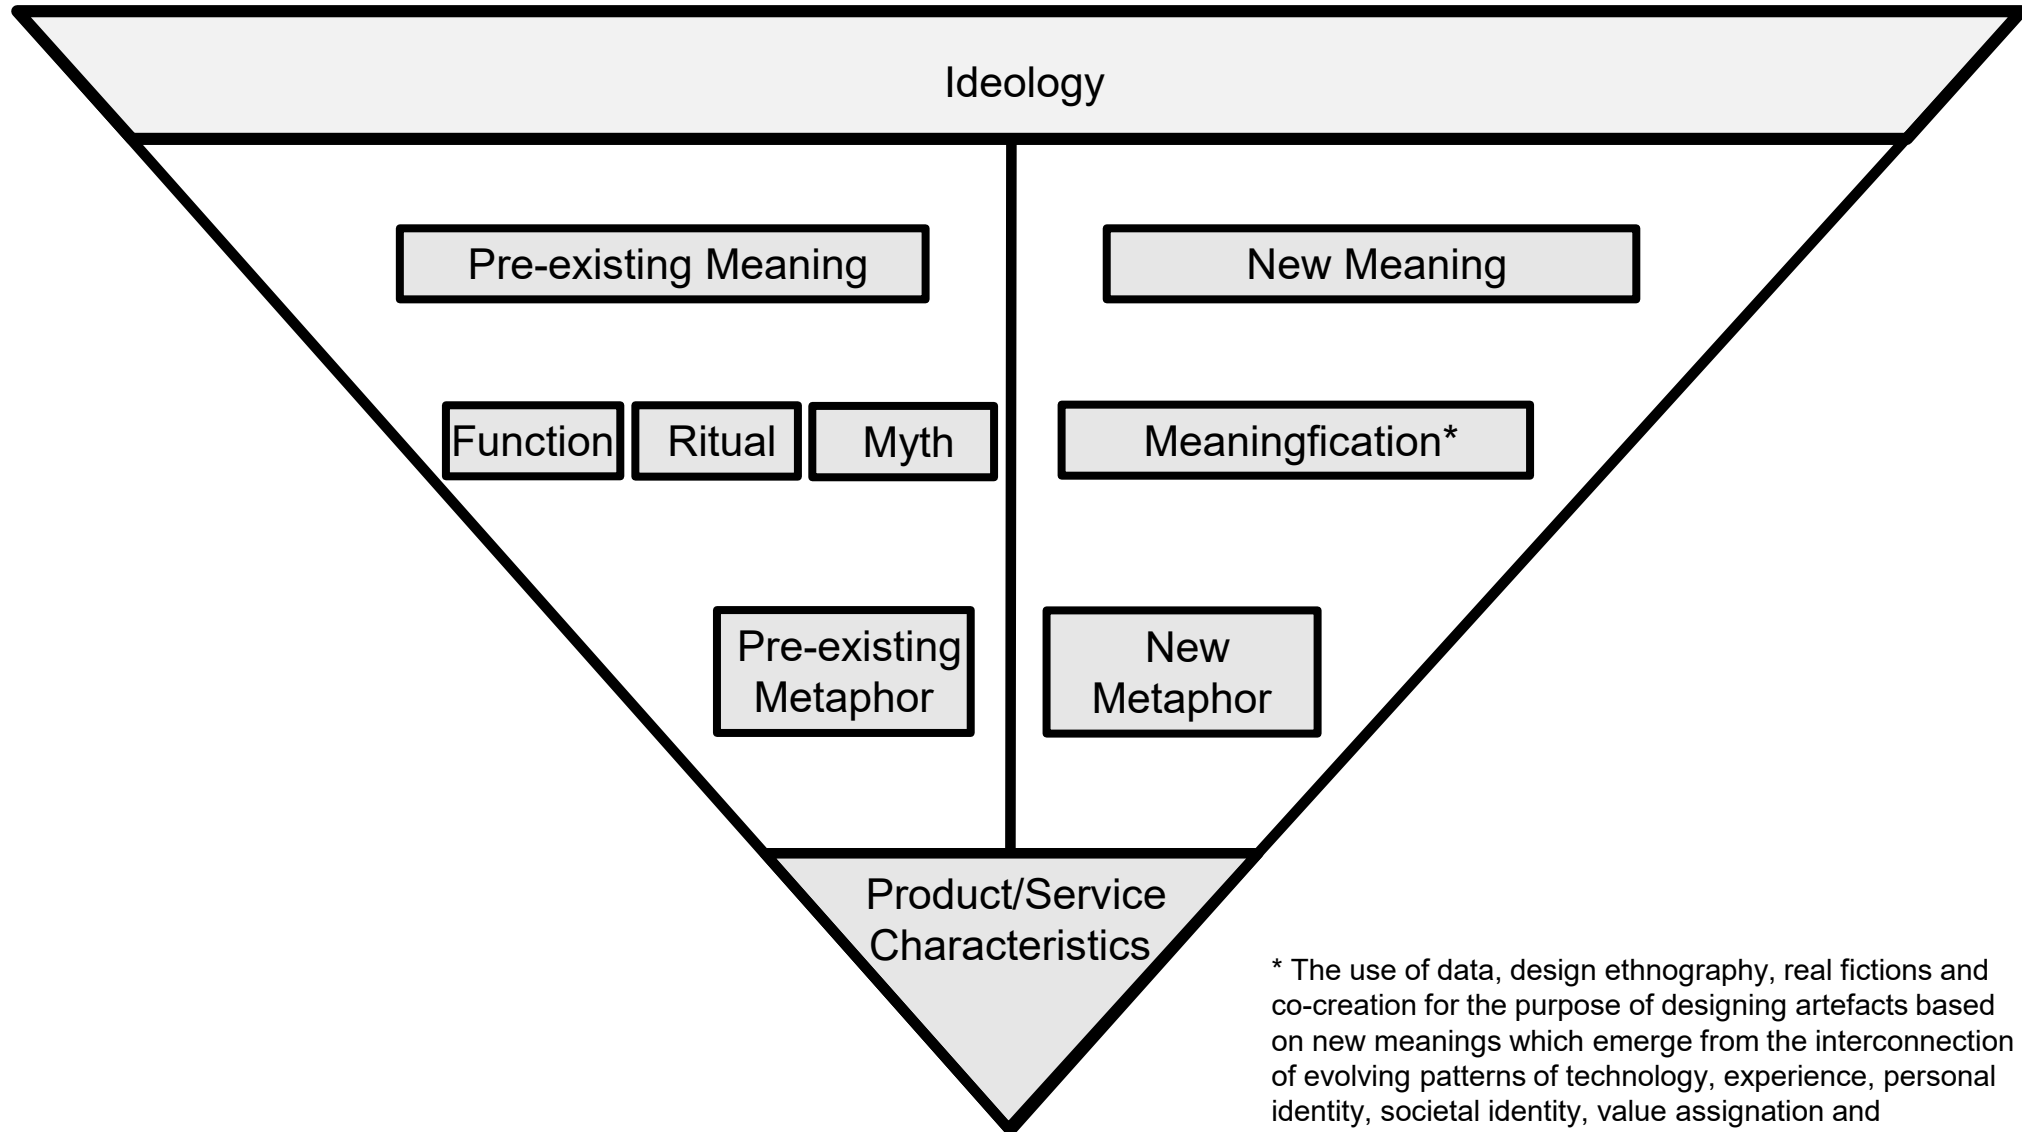 Ideology
Pre-existing Meaning
New Meaning
Function
Ritual
Myth
Meaningfication*
Pre-existing
Metaphor
New
Metaphor
Product/Service
Characteristics
* The use of data, design ethnography, real fictions and
co-creation for the purpose of designing artefacts based
on new meanings which emerge from the interconnection
of evolving patterns of technology, experience, personal
identity, societal identity, value assignation and